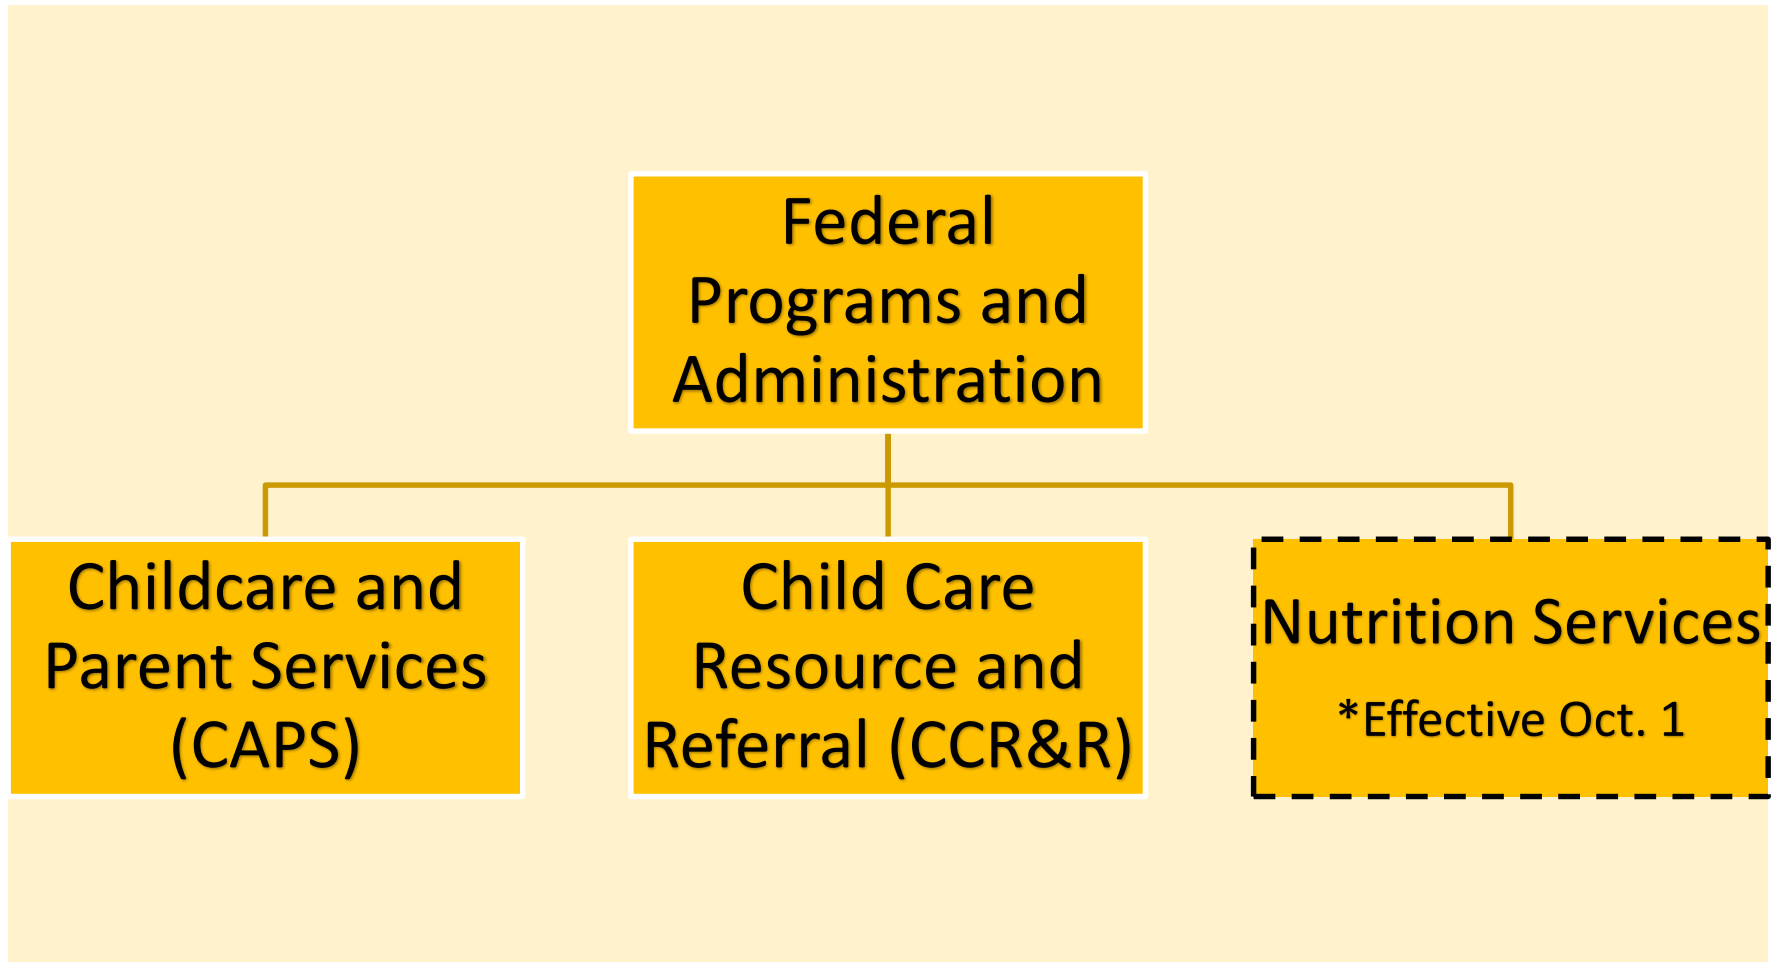 Federal
Programs and
Administration
Childcare and
Parent Services
(CAPS)
Child Care
Resource and
Referral (CCR&R)
Nutrition Services
*Effective Oct. 1